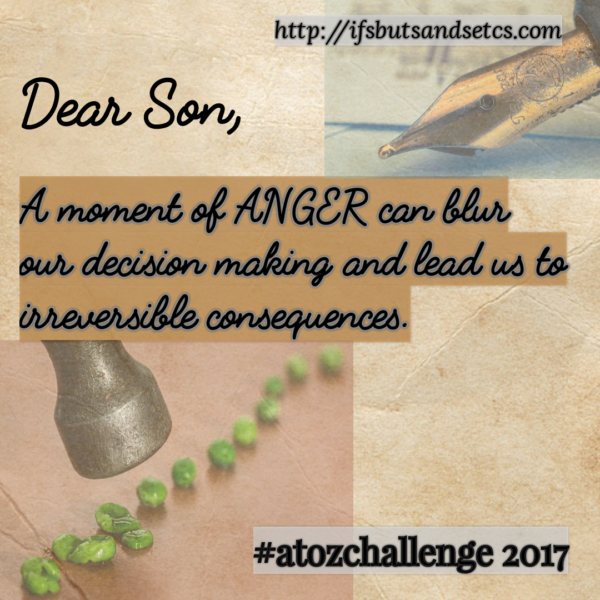 http://ifsbutsandsetcs.com
Dear Son,
A moment of ANGER can blur
our decision making and lead us to
irreversible consequences.
#atozchallenge 2017